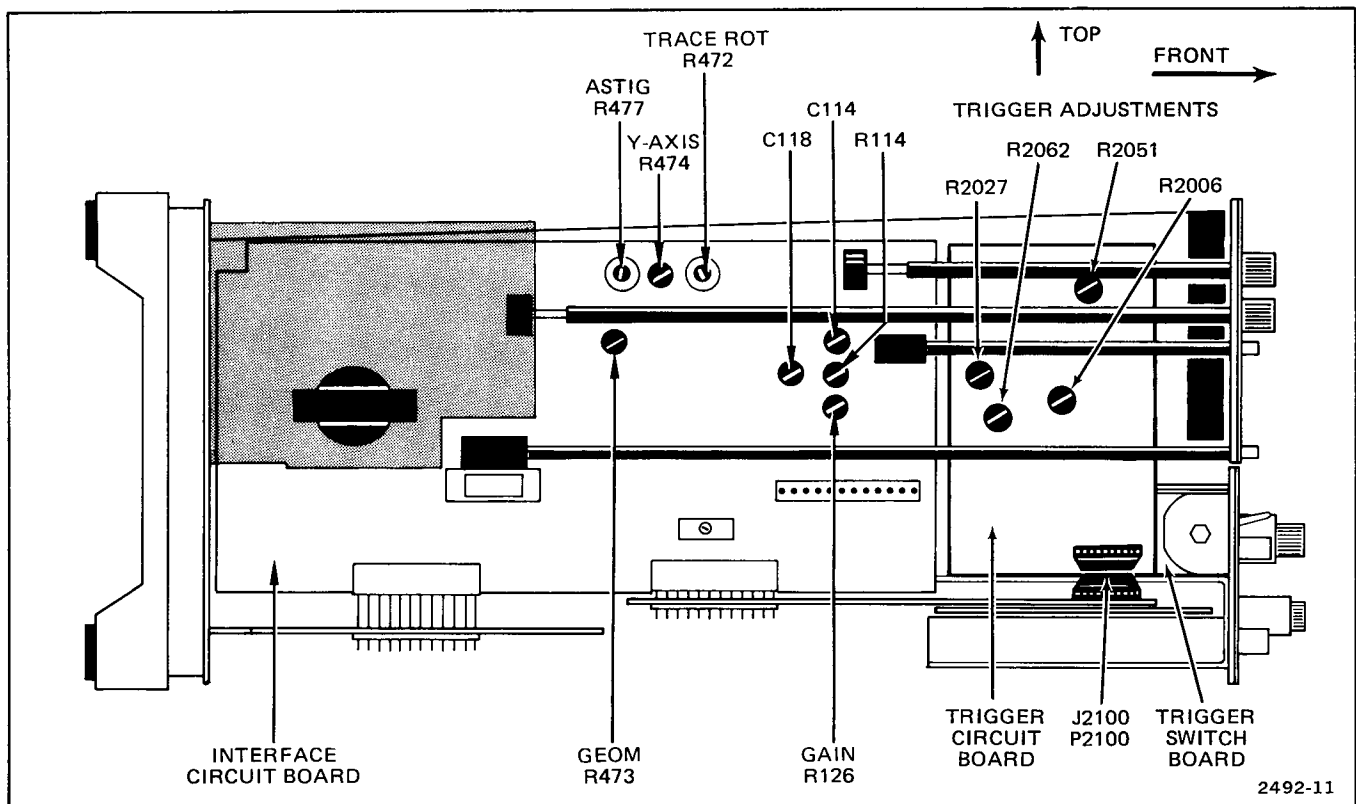 TRACE ROT
R472
TOP
FRONT
ASTIG
R477
C114
TRIGGER ADJUSTMENTS
Y-AXIS
R474
C118
R114
R2062
R2051
R2027
R2006
INTERFACE
CIRCUIT BOARD
GEOM
R473
GAIN
R126
TRIGGER
CIRCUIT
BOARD
J2100
P2100
TRIGGER
SWITCH
BOARD
2492-11